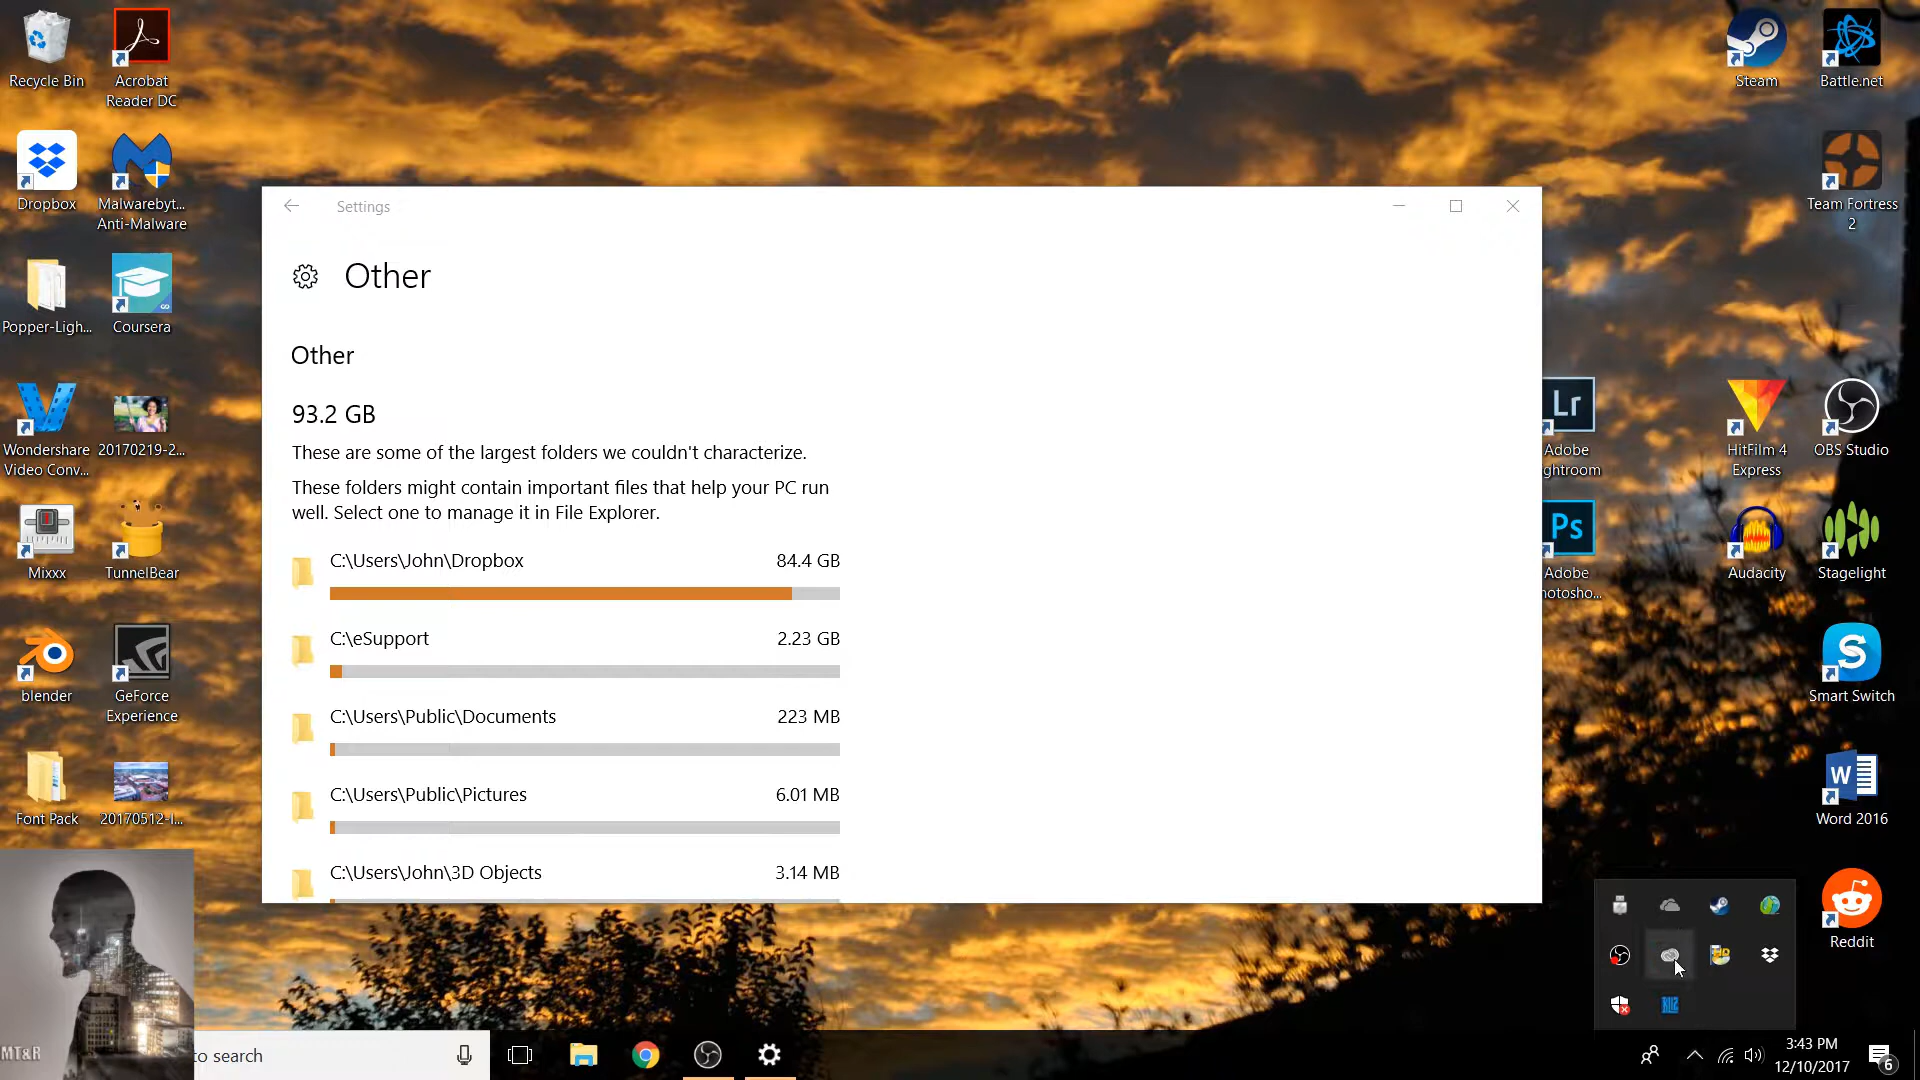 Recycle Bin
Acrobat
Reader DC
Dropbox
Malwarebyt...
Anti-Malware
Popper-Ligh...
Coursera
Wondershare
Video Conv...
20170219-2...
Mixxx
TunnelBear
blender
GeForce
Experience
Font Pack
20170512-I...
MT&R
Settings
Other
Other
93.2 GB
These are some of the largest folders we couldn't characterize.
These folders might contain important files that help your PC run
well. Select one to manage it in File Explorer.
C:\Users\John\Dropbox 84.4 GB
C:\eSupport 2.23 GB
C:\Users\Public\Documents 223 MB
C:\Users\Public\Pictures 6.01 MB
C:\Users\John\3D Objects 3.14 MB
Steam
Battle.net
Team Fortress
2
Lr
Adobe
ghtroom
HitFilm 4
Express
OBS Studio
Ps
Adobe
hotosho...
Audacity
Stagelight
S
Smart Switch
W
Word 2016
Reddit
to search
3:43 PM
12/10/2017
6